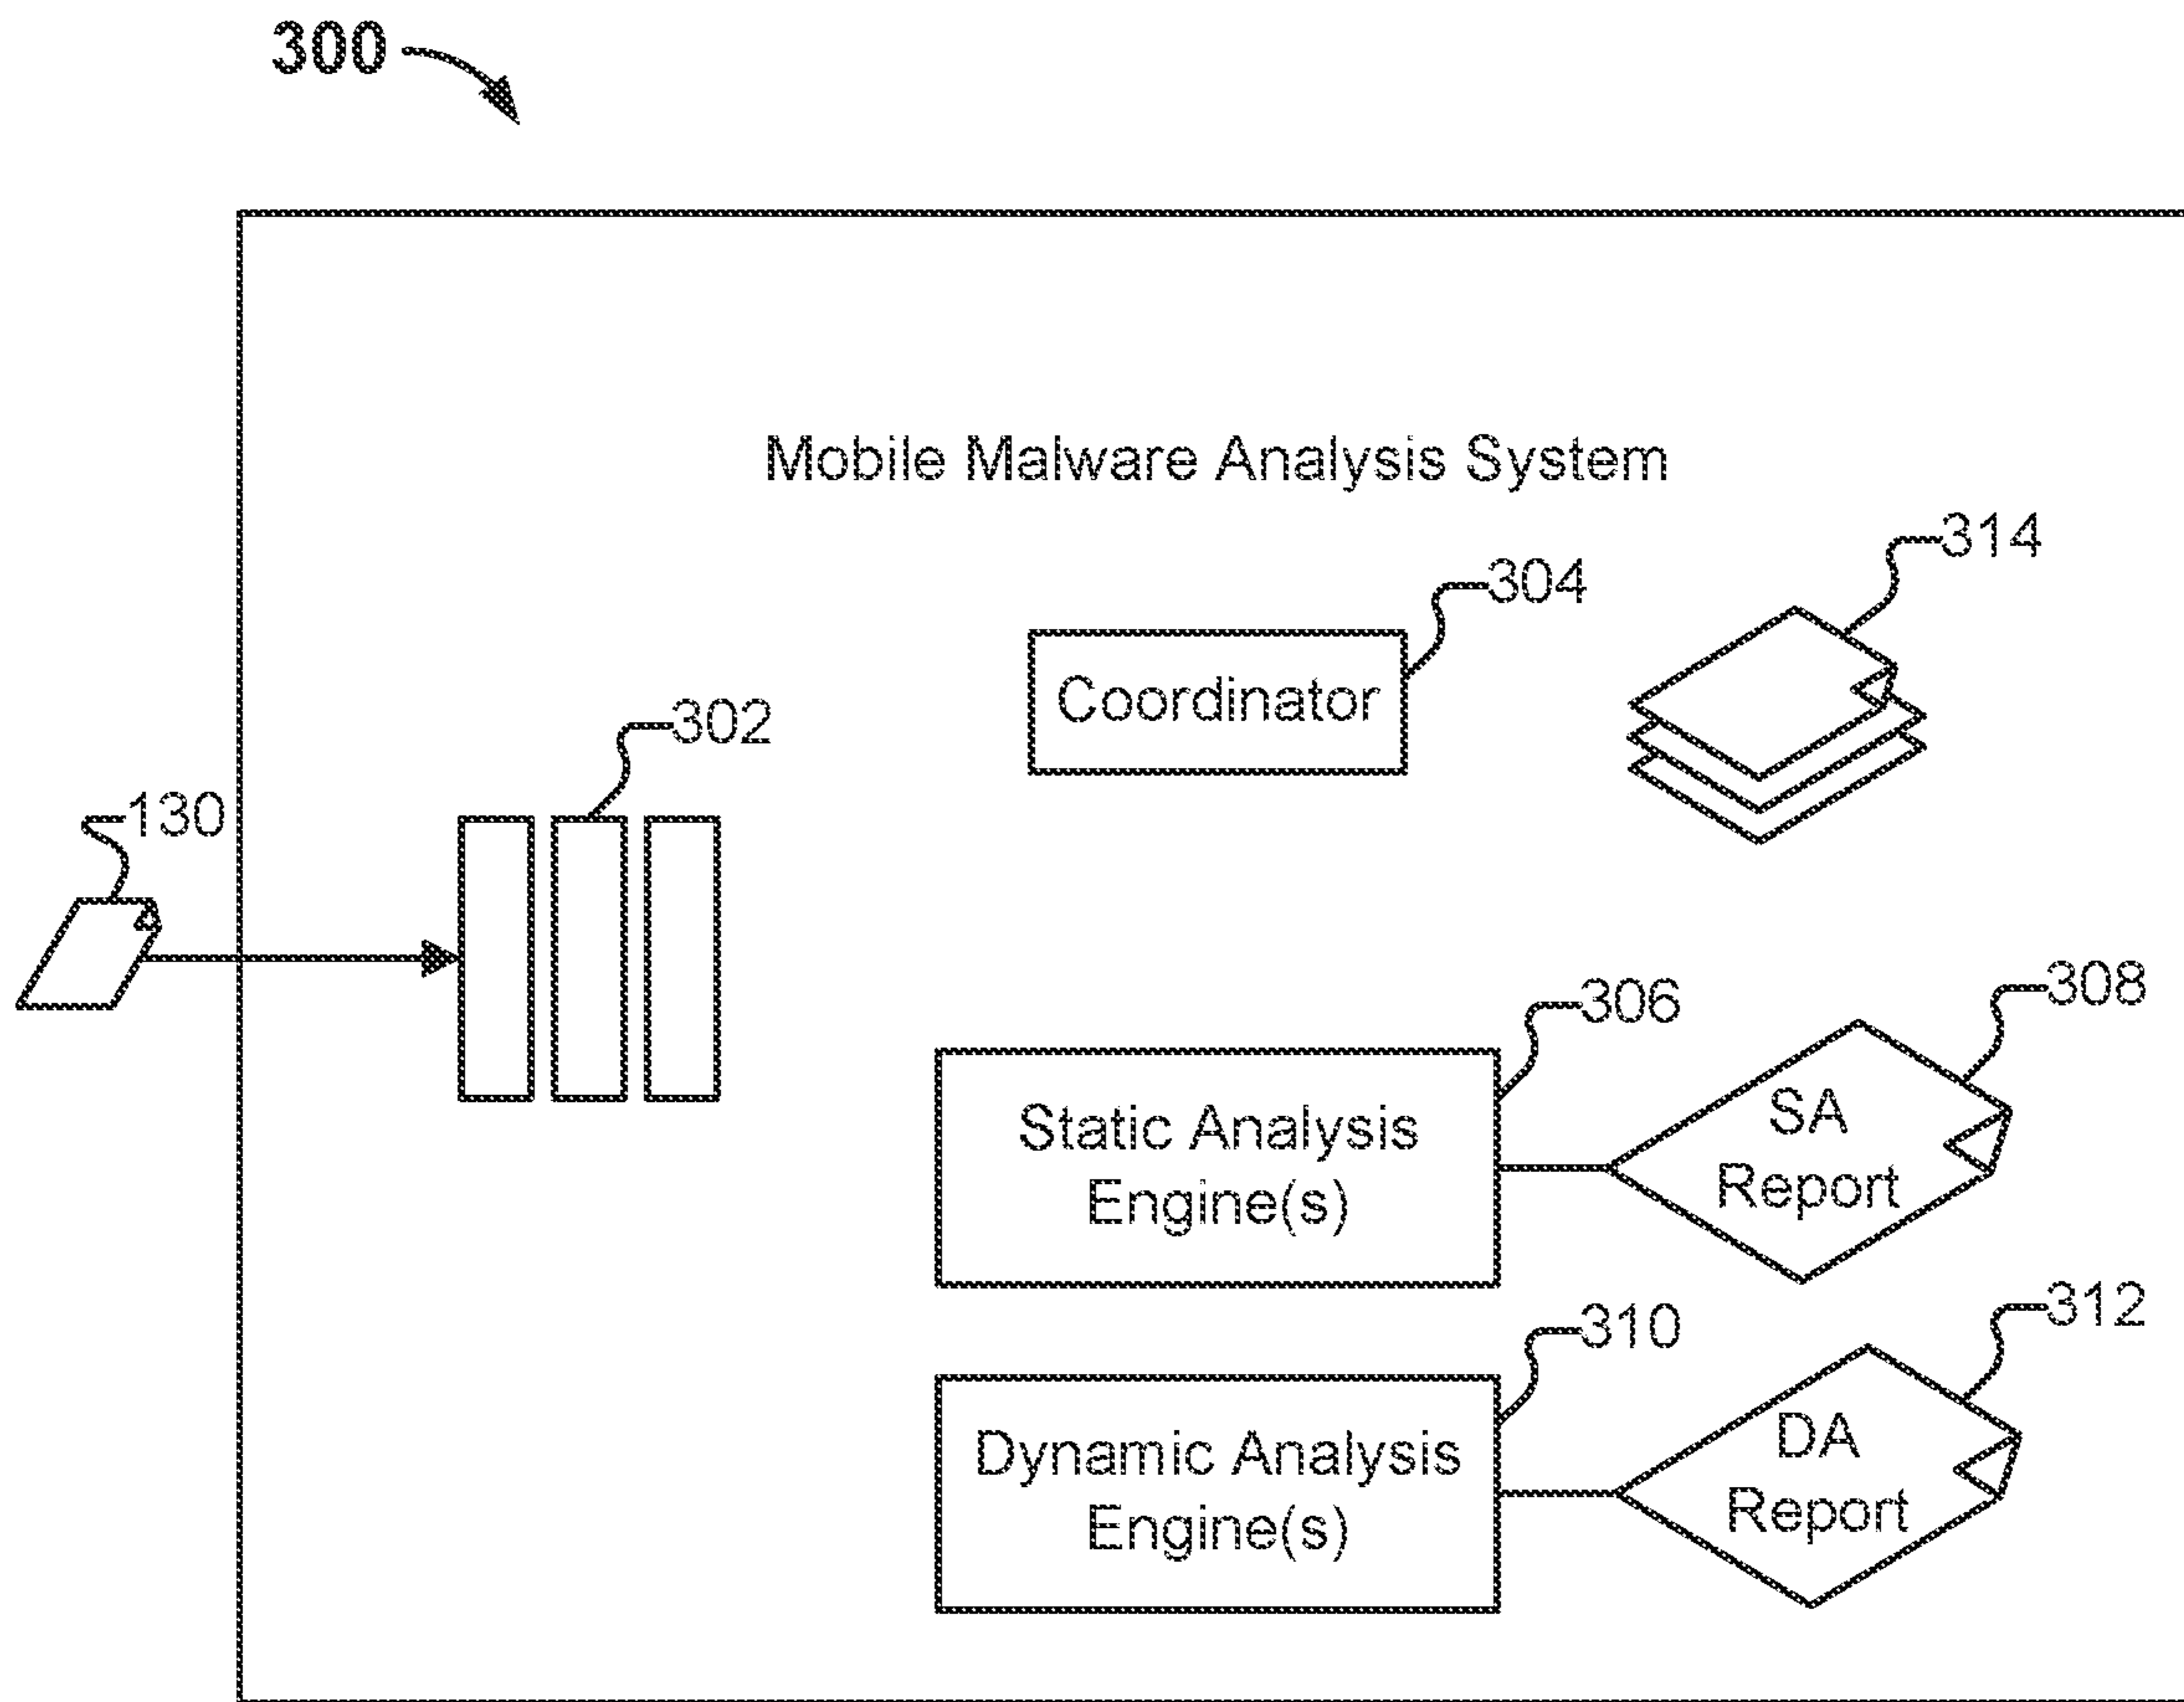 300
Mobile Malware Analysis System
314
304
Coordinator
302
130
308
306
SA
Report
Static Analysis
Engine(s)
312
310
DA
Report
Dynamic Analysis
Engine(s)